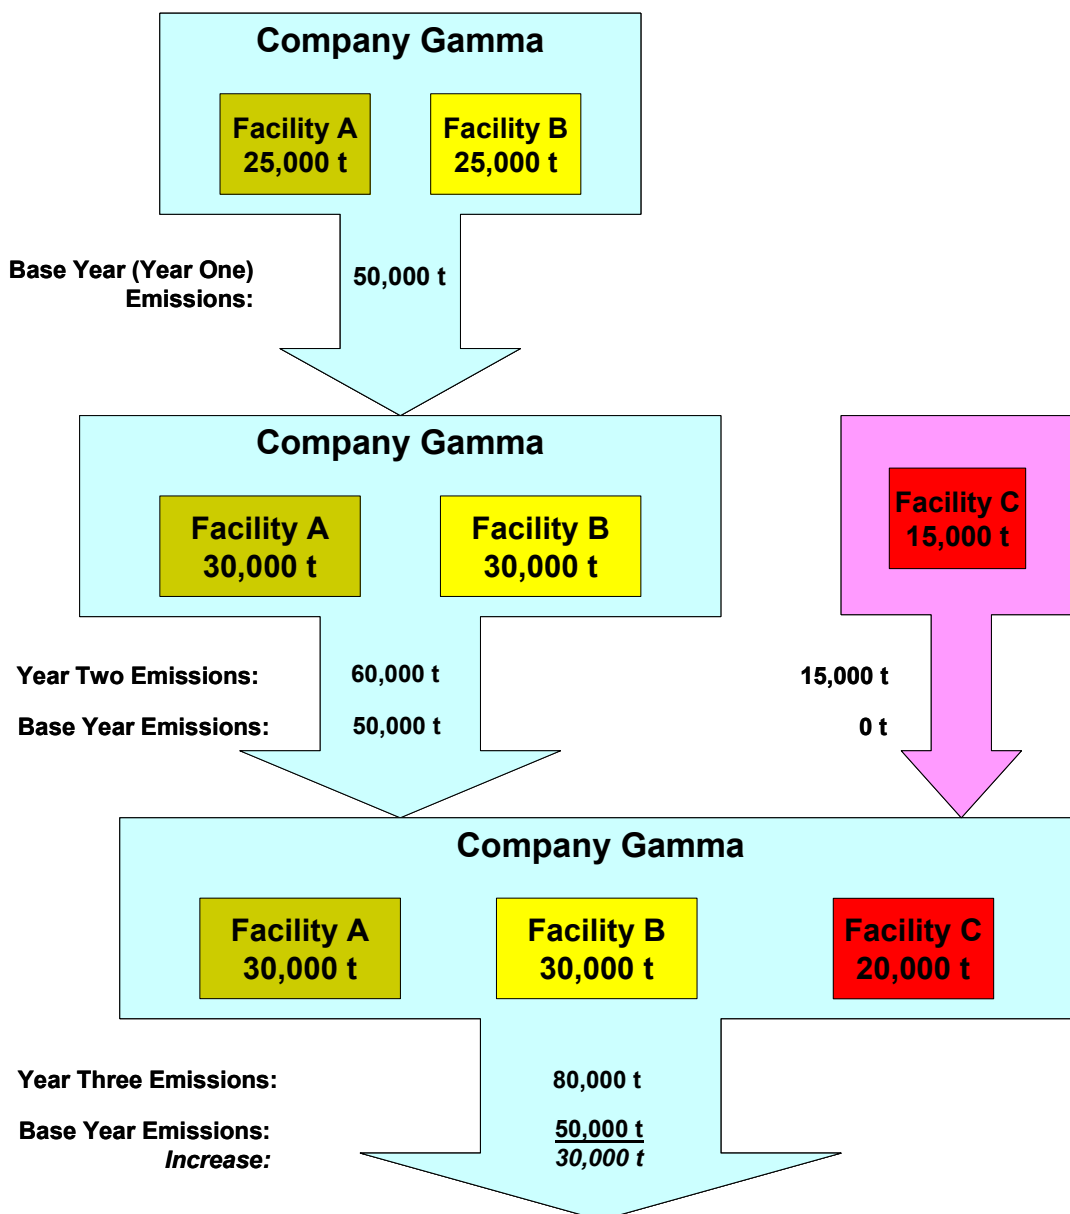 Company Gamma
Facility A
25,000 t
Facility B
25,000 t
Base Year (Year One)
Emissions:
50,000 t
Company Gamma
Facility A
30,000 t
Facility B
30,000 t
Facility C
15,000 t
Year Two Emissions:
60,000 t
15,000 t
Base Year Emissions:
50,000 t
0 t
Company Gamma
Facility A
30,000 t
Facility B
30,000 t
Facility C
20,000 t
Year Three Emissions:
80,000 t
Base Year Emissions:
50,000 t
Increase:
30,000 t